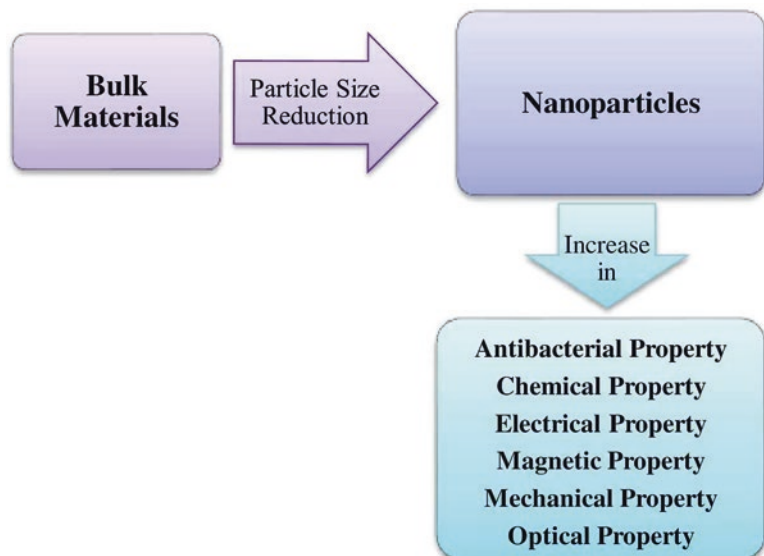 Bulk
Materials
Particle Size
Reduction
Nanoparticles
Increase
in
Antibacterial Property
Chemical Property
Electrical Property
Magnetic Property
Mechanical Property
Optical Property